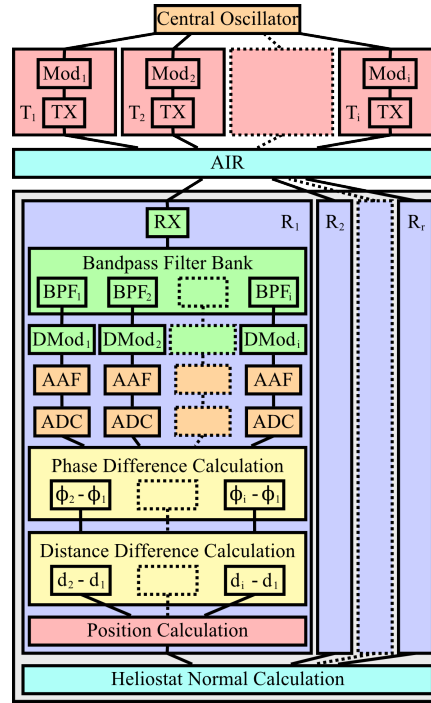 Central Oscillator
Mod₁ Mod₂ Modᵢ
T₁ TX T₂ TX Tᵢ TX
AIR
RX R₁ R₂ Rᵣ
Bandpass Filter Bank
BPF₁ BPF₂ BPFᵢ
DMod₁ DMod₂ DModᵢ
AAF AAF AAF
ADC ADC ADC
Phase Difference Calculation
ϕ₂ - ϕ₁ ϕᵢ - ϕ₁
Distance Difference Calculation
d₂ - d₁ dᵢ - d₁
Position Calculation
Heliostat Normal Calculation